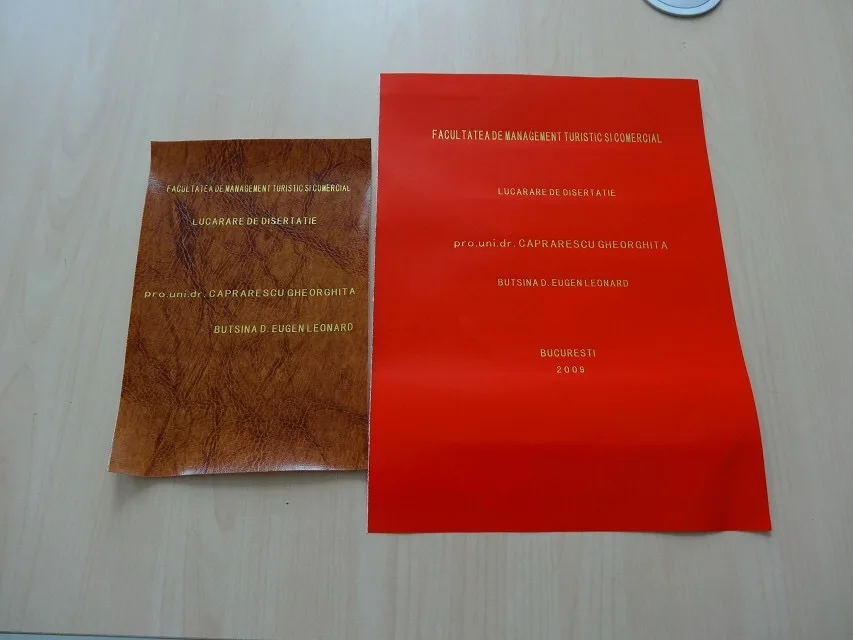 FACULTATEA DE MANAGEMENT TURISTIC SI COMERCIAL
LUCARARE DE DISERTATIE
pro.uni.dr. CAPRARESCU GHEORGHITA
BUTSINA D. EUGEN LEONARD
FACULTATEA DE MANAGEMENT TURISTIC SI COMERCIAL
LUCARARE DE DISERTATIE
pro.uni.dr. CAPRARESCU GHEORGHITA
BUTSINA D. EUGEN LEONARD
BUCURESTI
2009